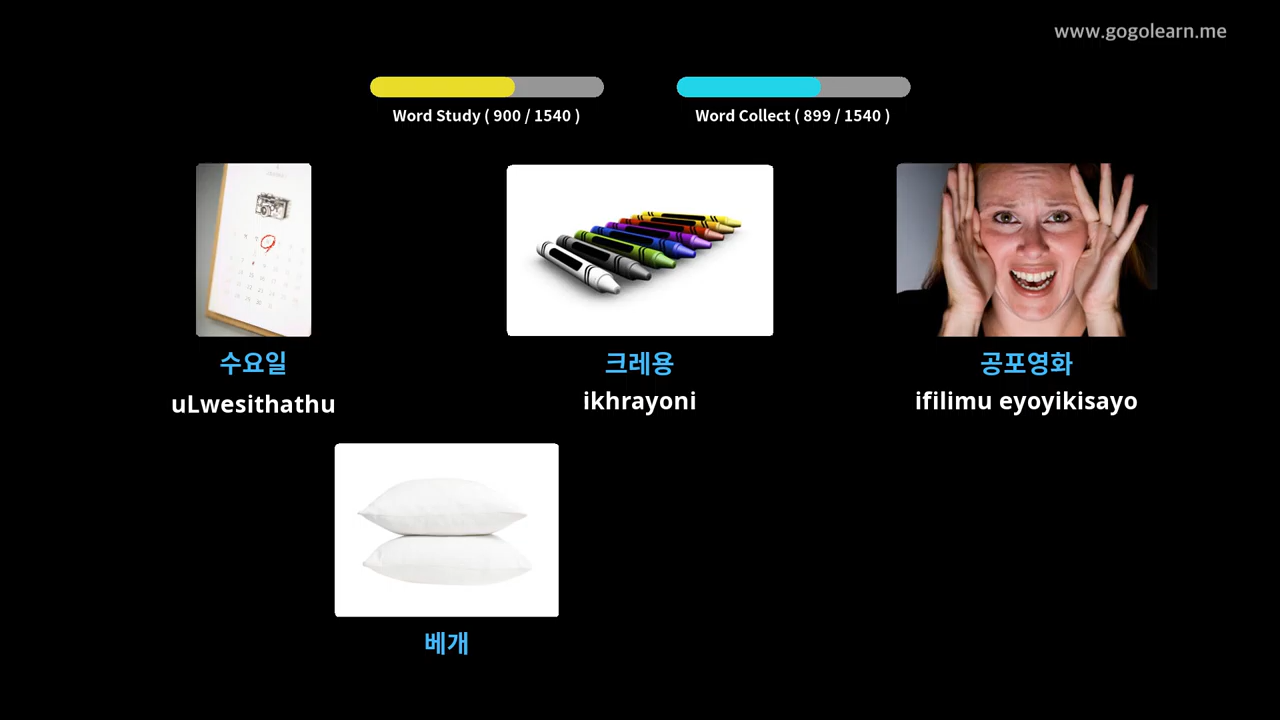 www.gogolearn.me
Word Study ( 900 / 1540 )
Word Collect ( 899 / 1540 )
수요일
uLwesithathu
크레용
ikhrayoni
공포영화
ifilimu eyoyikisayo
베개